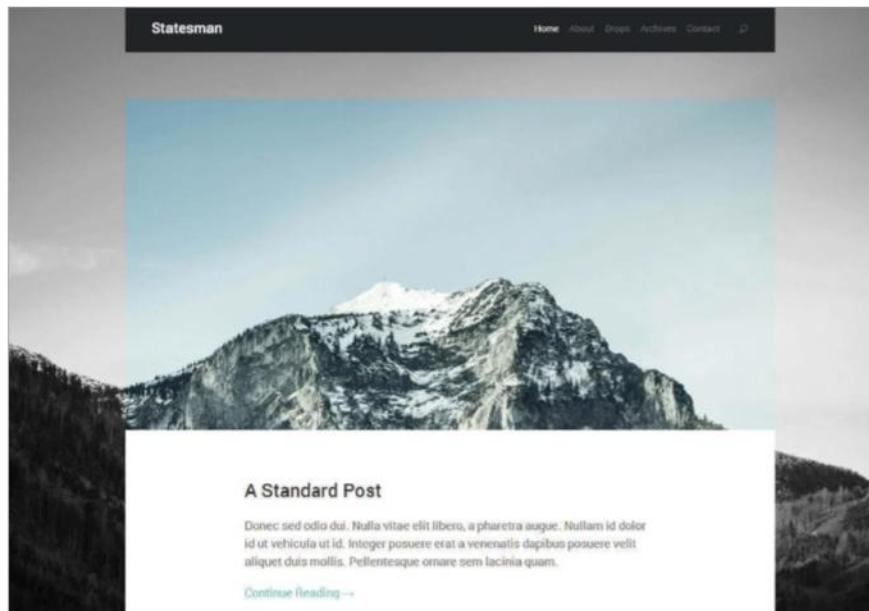 Statesman
Home About Drops Archives Contact
A Standard Post
Donec sed odio dui. Nulla vitae elit libero, a pharetra augue. Nullam id dolor
id ut vehicula ut id. Integer posuere erat a venenatis dapibus posuere velit
aliquet duis mollis. Pellentesque ornare sem lacinia quam.
Continue Reading →